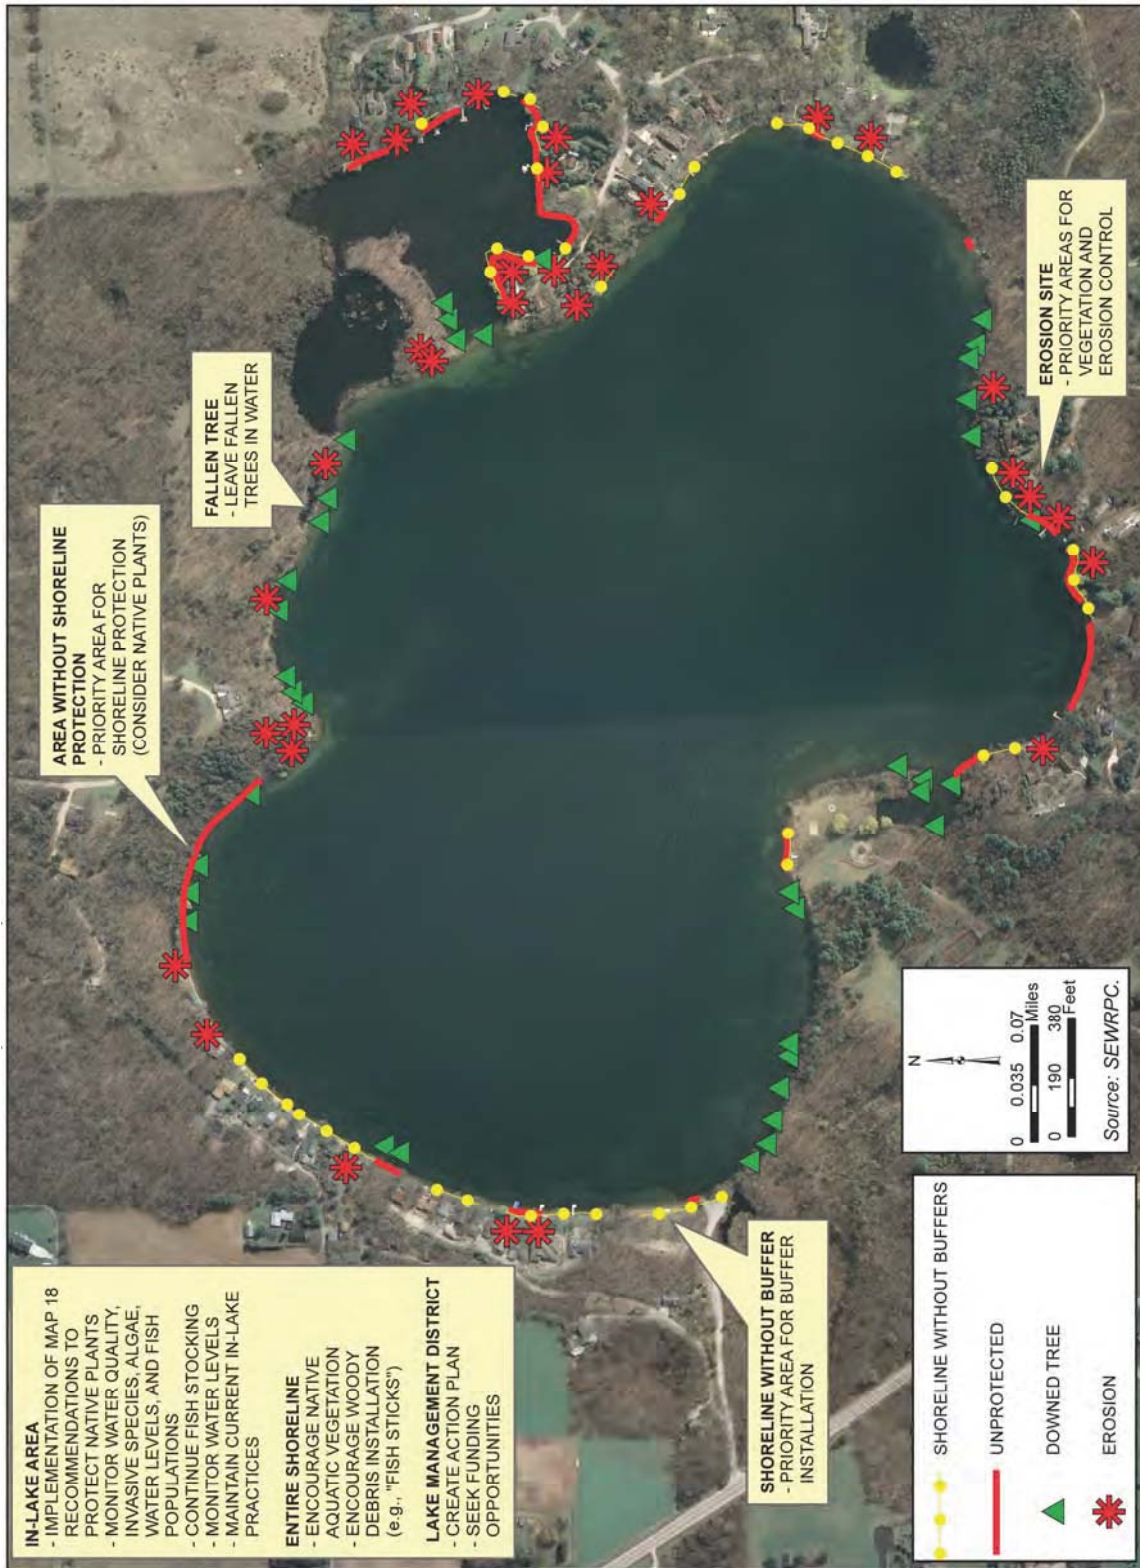 IN-LAKE AREA
- IMPLEMENTATION OF MAP 18
RECOMMENDATIONS TO
PROTECT NATIVE PLANTS
- MONITOR WATER QUALITY,
INVASIVE SPECIES, ALGAE,
WATER LEVELS, AND FISH
POPULATIONS
- CONTINUE FISH STOCKING
- MONITOR WATER LEVELS
- MAINTAIN CURRENT IN-LAKE
PRACTICES
ENTIRE SHORELINE
- ENCOURAGE NATIVE
AQUATIC VEGETATION
- ENCOURAGE WOODY
DEBRIS INSTALLATION
(e.g., "FISH STICKS")
LAKE MANAGEMENT DISTRICT
- CREATE ACTION PLAN
- SEEK FUNDING
OPPORTUNITIES
AREA WITHOUT SHORELINE
PROTECTION
- PRIORITY AREA FOR
SHORELINE PROTECTION
(CONSIDER NATIVE PLANTS)
FALLEN TREE
- LEAVE FALLEN
TREES IN WATER
SHORELINE WITHOUT BUFFER
- PRIORITY AREA FOR BUFFER
INSTALLATION
EROSION SITE
- PRIORITY AREAS FOR
VEGETATION AND
EROSION CONTROL
SHORELINE WITHOUT BUFFERS
UNPROTECTED
DOWNED TREE
EROSION
N
0 0.035 0.07
Miles
0 190 380
Feet
Source: SEWRPC.